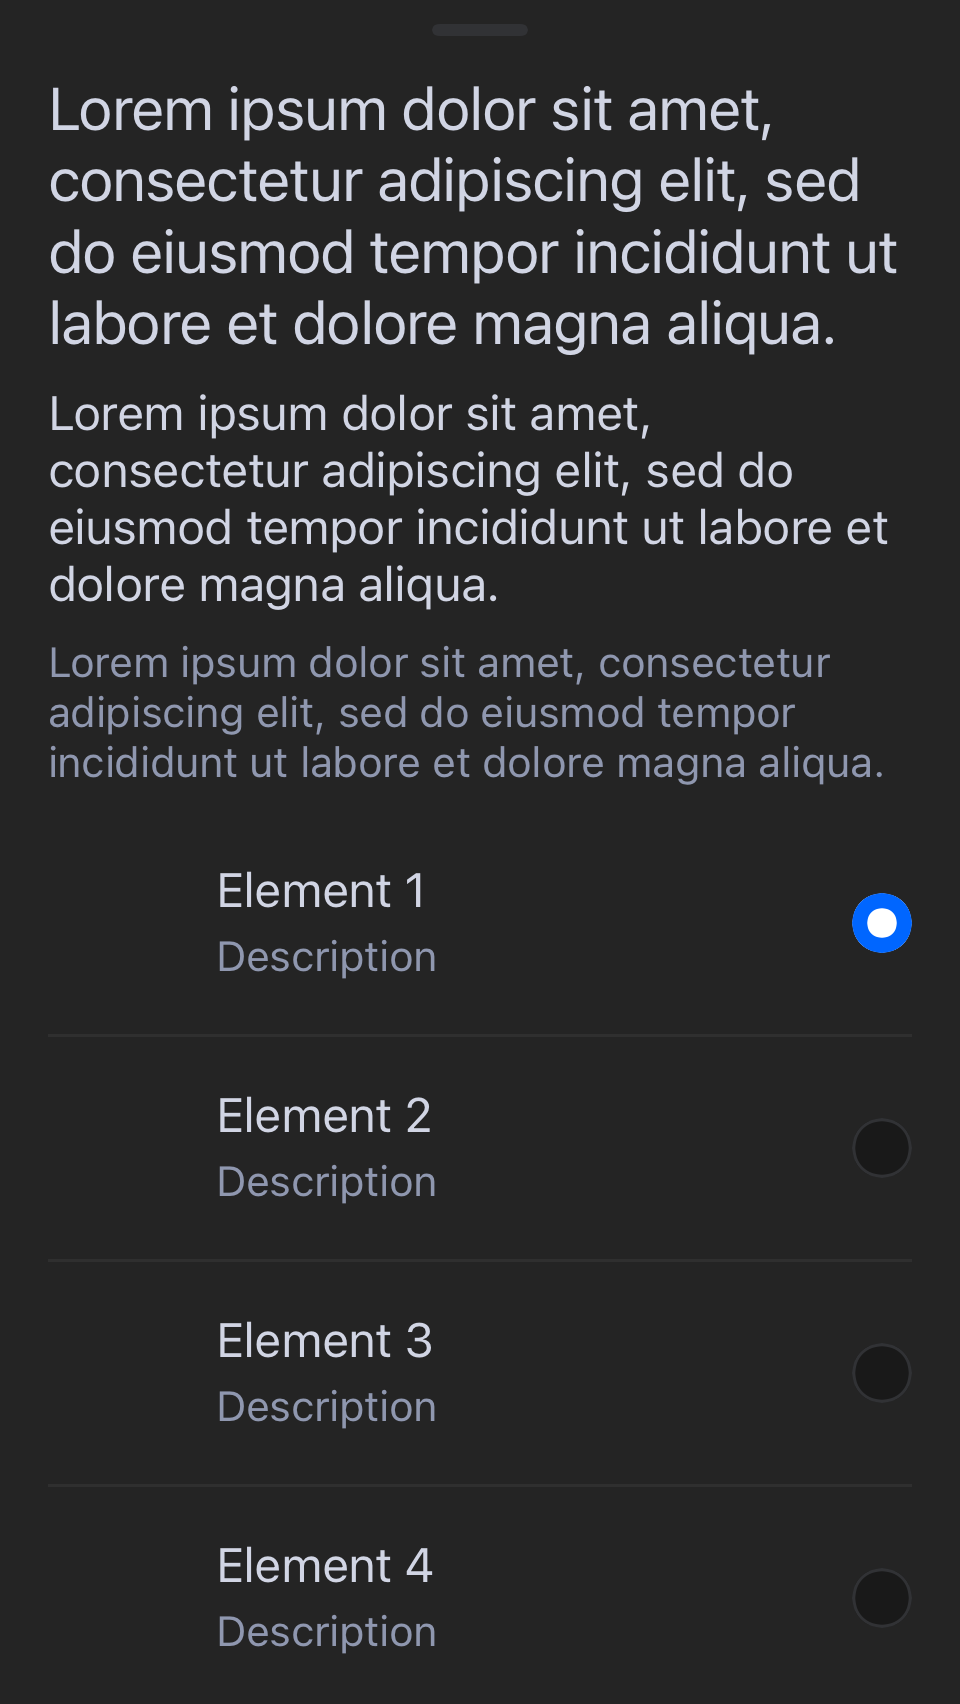 Lorem ipsum dolor sit amet,
consectetur adipiscing elit, sed
do eiusmod tempor incididunt ut
labore et dolore magna aliqua.
Lorem ipsum dolor sit amet,
consectetur adipiscing elit, sed do
eiusmod tempor incididunt ut labore et
dolore magna aliqua.
Lorem ipsum dolor sit amet, consectetur
adipiscing elit, sed do eiusmod tempor
incididunt ut labore et dolore magna aliqua.
Element 1
Description
Element 2
Description
Element 3
Description
Element 4
Description